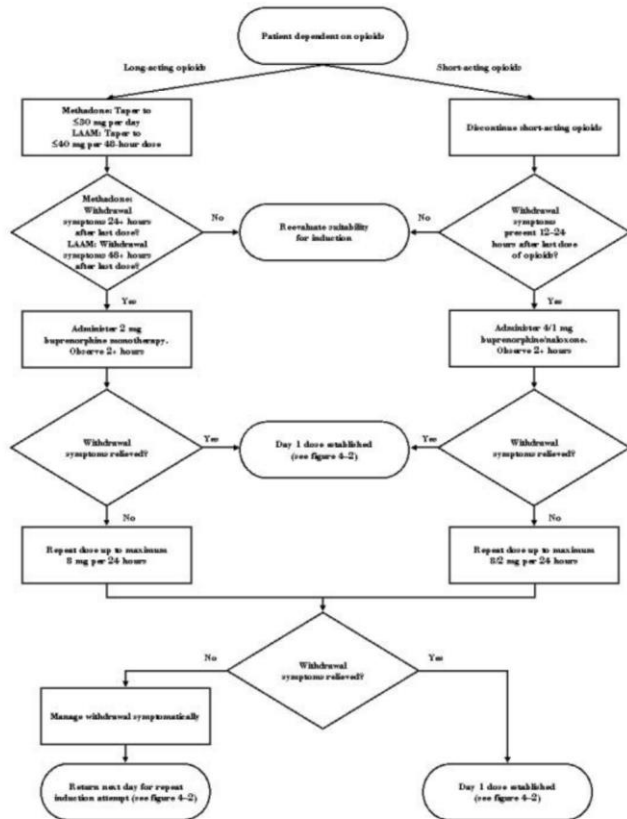 Patient dependent on opioids
Long-acting opioids
Short-acting opioids
Methadone: Taper to
≤30 mg per day
LAAM: Taper to
≤40 mg per 48-hour dose
Discontinue short-acting opioids
Methadone:
Withdrawal
symptoms 24+ hours
after last dose?
LAAM: Withdrawal
symptoms 48+ hours
after last dose?
No
Reevaluate suitability
for induction
No
Withdrawal
symptoms
present 12–24
hours after last dose
of opioids?
Yes
Yes
Administer 2 mg
buprenorphine monotherapy.
Observe 2+ hours
Administer 4/1 mg
buprenorphine/naloxone.
Observe 2+ hours
Withdrawal
symptoms relieved?
Yes
Day 1 dose established
(see figure 4–2)
Yes
Withdrawal
symptoms relieved?
No
No
Repeat dose up to maximum
8 mg per 24 hours
Repeat dose up to maximum
8/2 mg per 24 hours
No
Withdrawal
symptoms relieved?
Yes
Manage withdrawal symptomatically
Return next day for repeat
induction attempt (see figure 4–2)
Day 1 dose established
(see figure 4–2)